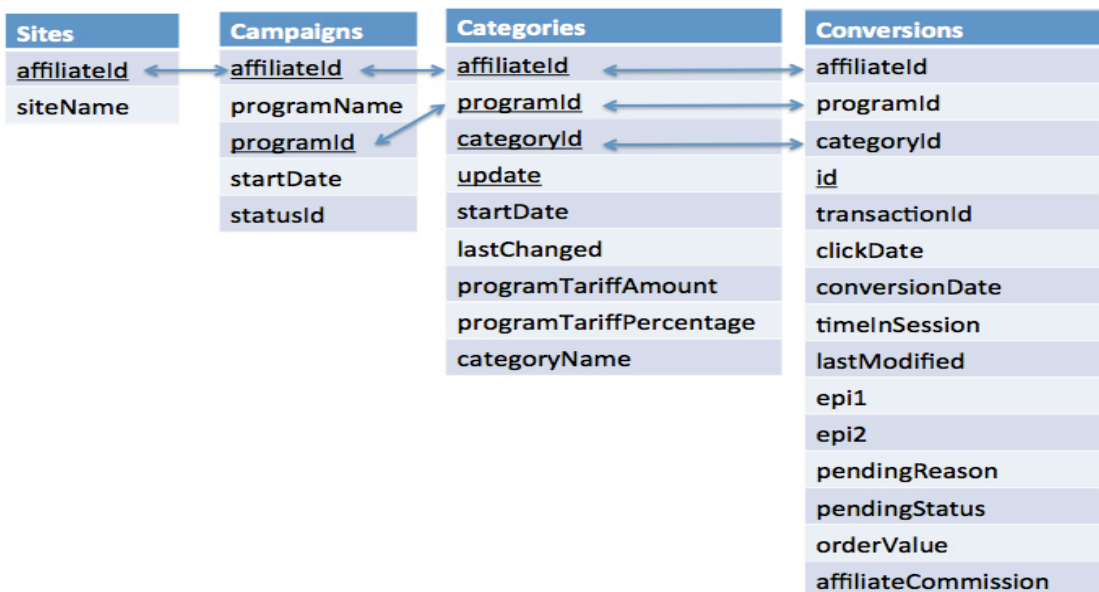 Sites
affiliateId
siteName
Campaigns
affiliateId
programName
programId
startDate
statusId
Categories
affiliateId
programId
categoryId
update
startDate
lastChanged
programTariffAmount
programTariffPercentage
categoryName
Conversions
affiliateId
programId
categoryId
id
transactionId
clickDate
conversionDate
timeInSession
lastModified
epi1
epi2
pendingReason
pendingStatus
orderValue
affiliateCommission